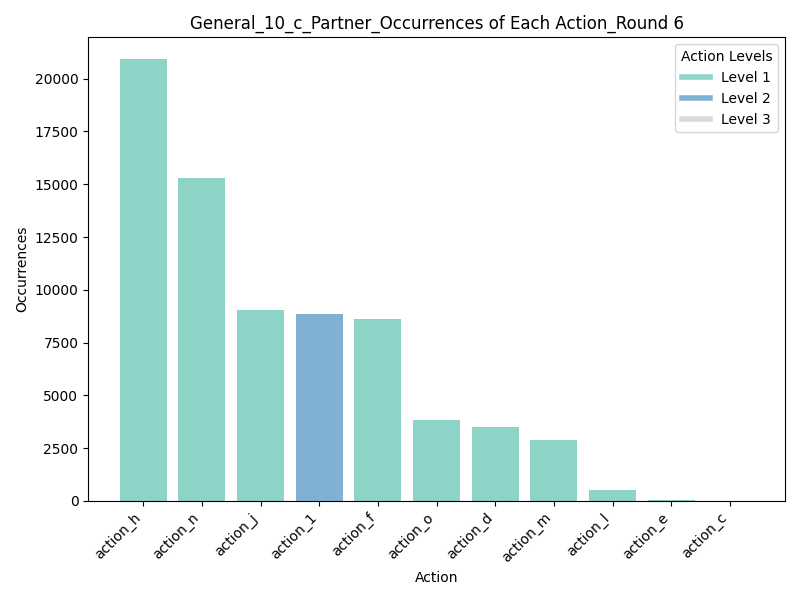 General_10_c_Partner_Occurrences of Each Action_Round 6
Action Levels
Level 1
Level 2
Level 3
Occurrences
20000
17500
15000
12500
10000
7500
5000
2500
0
action_h
action_n
action_j
action_1
action_f
action_o
action_d
action_m
action_l
action_e
action_c
Action